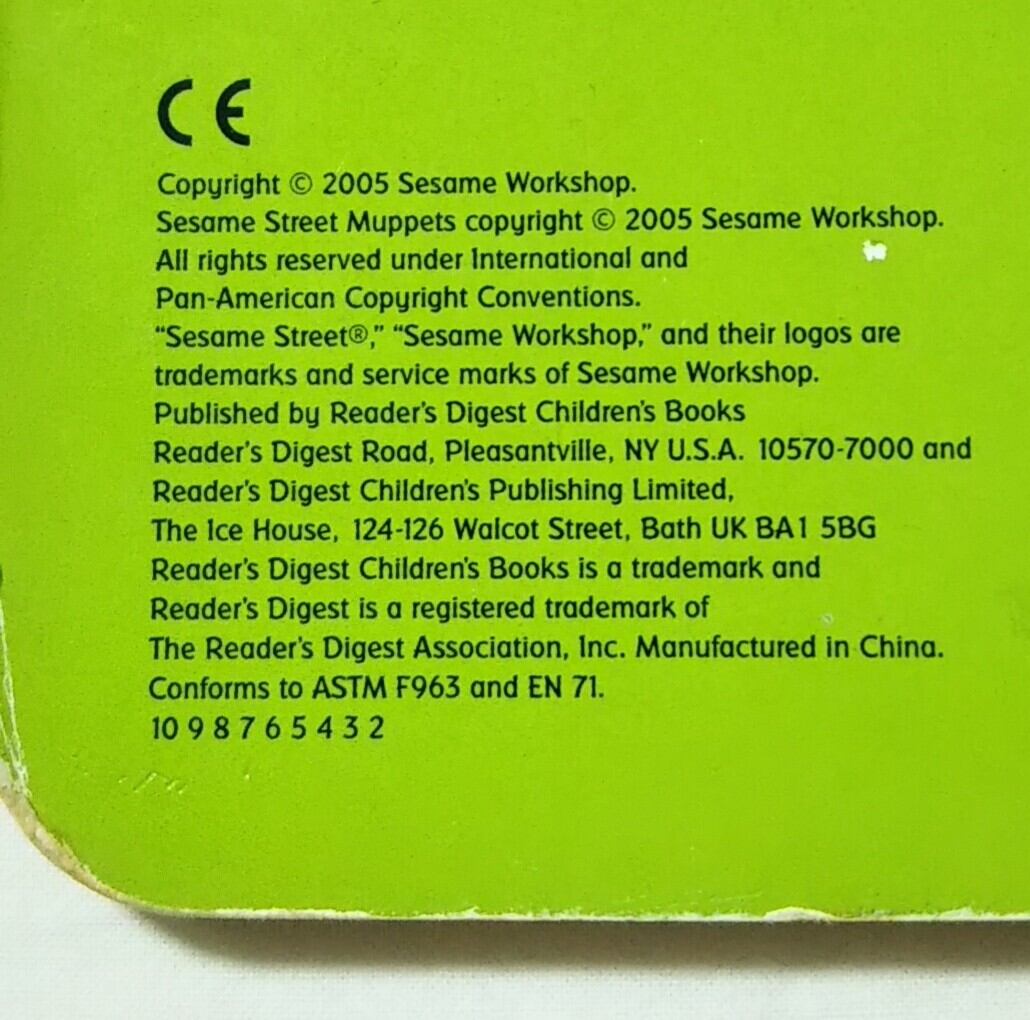 CE
Copyright © 2005 Sesame Workshop.
Sesame Street Muppets copyright © 2005 Sesame Workshop.
All rights reserved under International and
Pan-American Copyright Conventions.
“Sesame Street®,” “Sesame Workshop,” and their logos are
trademarks and service marks of Sesame Workshop.
Published by Reader's Digest Children's Books
Reader's Digest Road, Pleasantville, NY U.S.A. 10570-7000 and
Reader's Digest Children's Publishing Limited,
The Ice House, 124-126 Walcot Street, Bath UK BA1 5BG
Reader's Digest Children's Books is a trademark and
Reader's Digest is a registered trademark of
The Reader's Digest Association, Inc. Manufactured in China.
Conforms to ASTM F963 and EN 71.
10 9 8 7 6 5 4 3 2